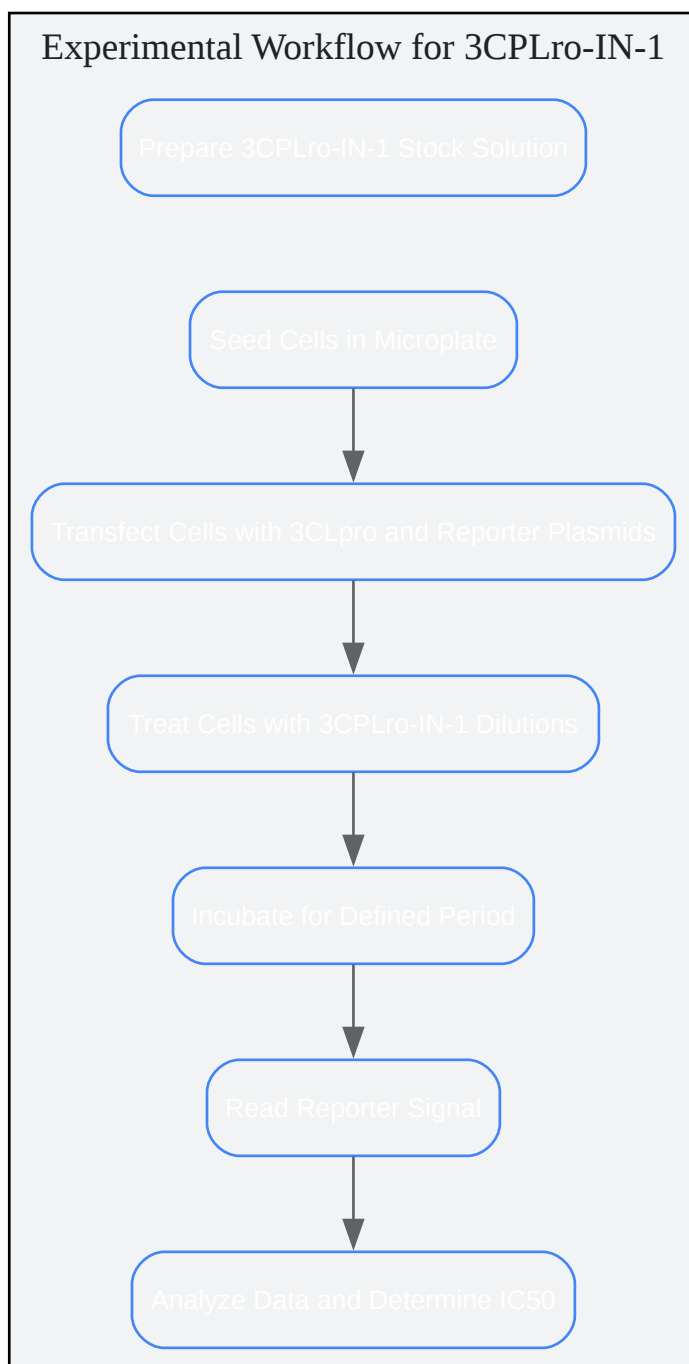 Experimental Workflow for 3CPLro-IN-1
Prepare 3CPLro-IN-1 Stock Solution
Seed Cells in Microplate
Transfect Cells with 3CLpro and Reporter Plasmids
Treat Cells with 3CPLro-IN-1 Dilutions
Incubate for Defined Period
Read Reporter Signal
Analyze Data and Determine IC50